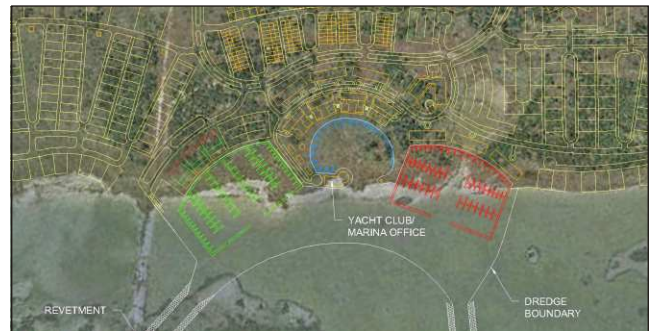 YACHT CLUB/
MARINA OFFICE
REVETMENT
DREDGE
BOUNDARY